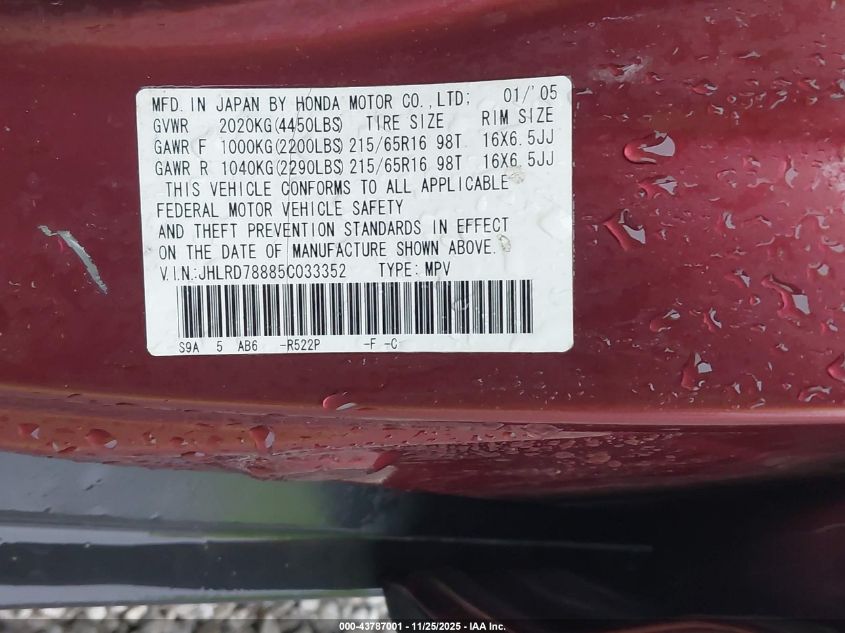 MFD. IN JAPAN BY HONDA MOTOR CO.,LTD; 01/'05
GVWR 2020KG(4450LBS) TIRE SIZE RIM SIZE
GAWR F 1000KG(2200LBS) 215/65R16 98T 16X6.5JJ
GAWR R 1040KG(2290LBS) 215/65R16 98T 16X6.5JJ
THIS VEHICLE CONFORMS TO ALL APPLICABLE
FEDERAL MOTOR VEHICLE SAFETY
AND THEFT PREVENTION STANDARDS IN EFFECT
ON THE DATE OF MANUFACTURE SHOWN ABOVE.
V.I.N.:JHLRD78885C033352 TYPE: MPV
S9A 5 AB6 -R522P -F -C
000-43787001 - 11/25/2025 - IAA Inc.